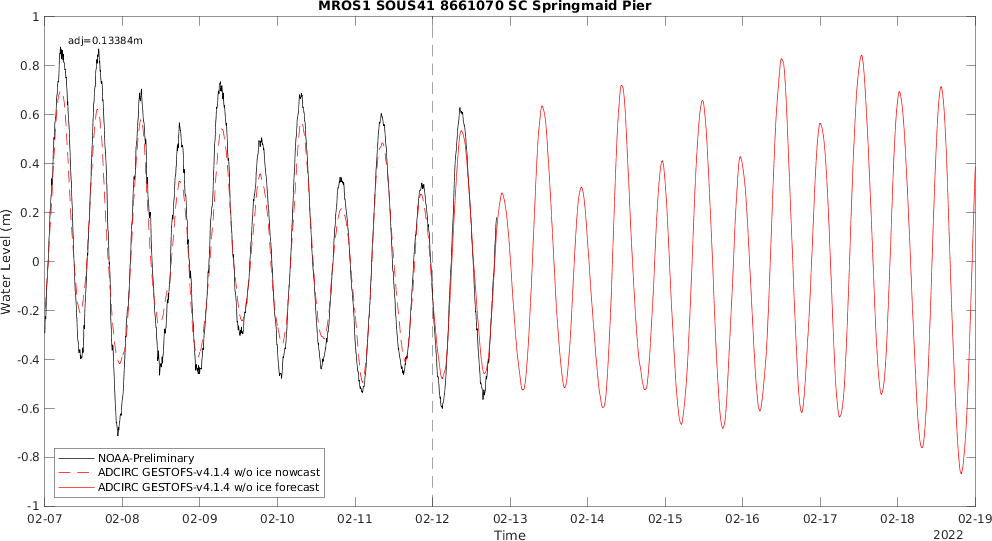 MROS1 SOUS41 8661070 SC Springmaid Pier
adj=0.13384m
Water Level (m)
1
0.8
0.6
0.4
0.2
0
-0.2
-0.4
-0.6
-0.8
-1
NOAA-Preliminary
ADCIRC GESTOFS-v4.1.4 w/o ice nowcast
ADCIRC GESTOFS-v4.1.4 w/o ice forecast
02-07 02-08 02-09 02-10 02-11 02-12 02-13 02-14 02-15 02-16 02-17 02-18 02-19
Time
2022